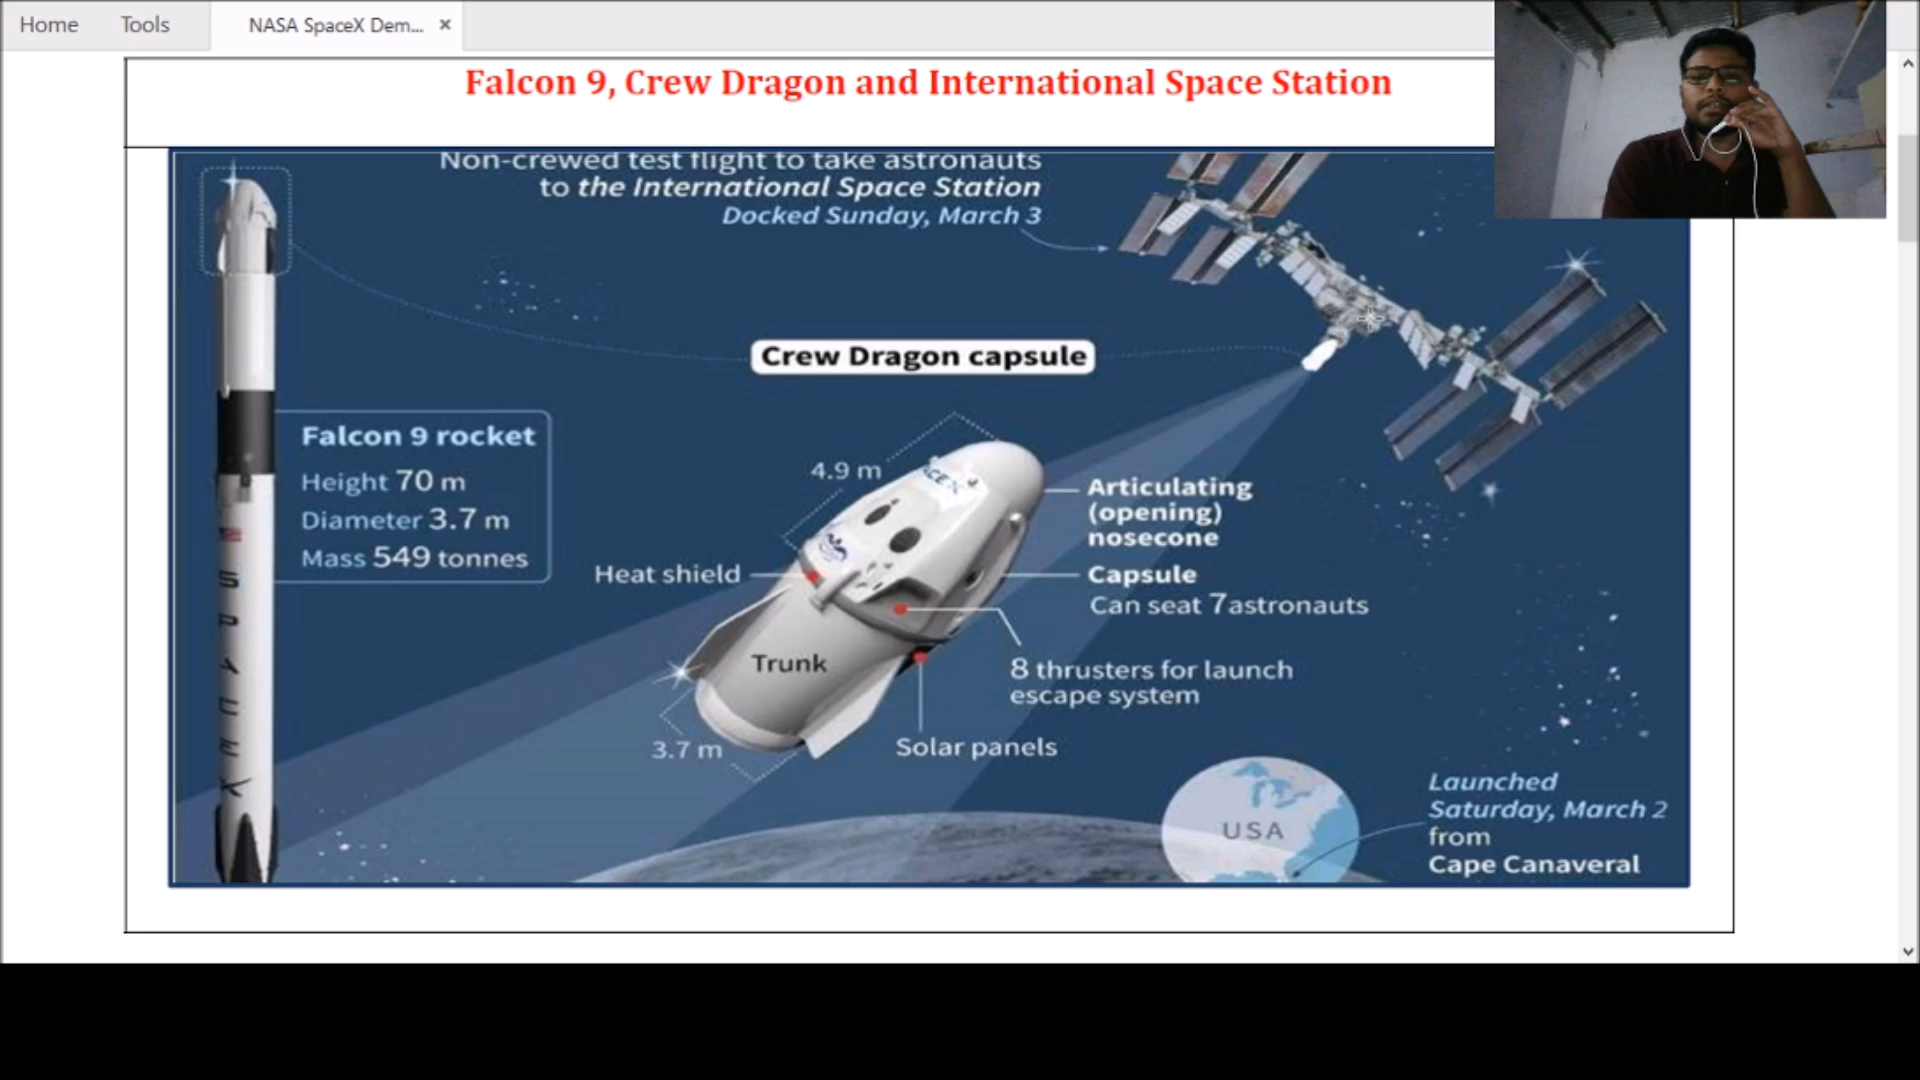 Home
Tools
NASA SpaceX Dem...
Falcon 9, Crew Dragon and International Space Station
Non-crewed test flight to take astronauts
to the International Space Station
Docked Sunday, March 3
Crew Dragon capsule
Falcon 9 rocket
Height 70 m
Diameter 3.7 m
Mass 549 tonnes
SPACEX
4.9 m
ACEX
Articulating
(opening)
nosecone
Heat shield
Capsule
Can seat 7 astronauts
Trunk
8 thrusters for launch
escape system
3.7 m
Solar panels
USA
Launched
Saturday, March 2
from
Cape Canaveral